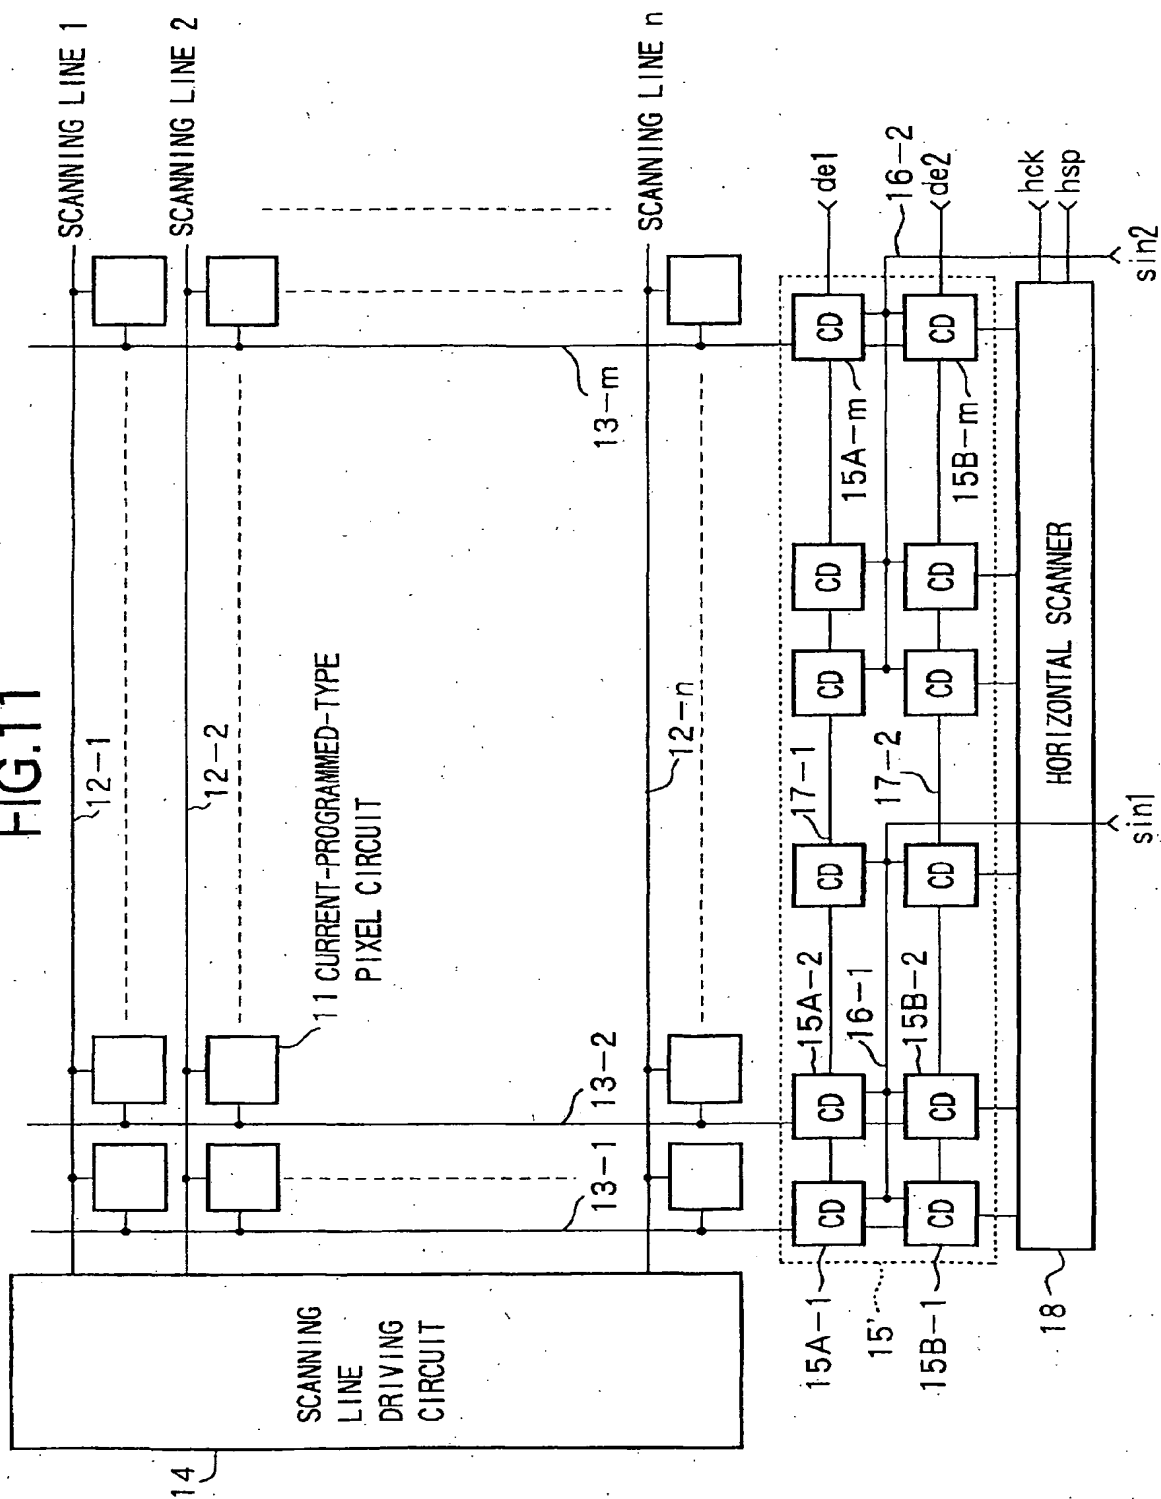 FIG.11
SCANNING LINE 1
12-1
SCANNING LINE 2
12-2
11 CURRENT-PROGRAMMED-TYPE
PIXEL CIRCUIT
SCANNING LINE n
12-n
13-1
13-2
13-m
14
SCANNING
LINE
DRIVING
CIRCUIT
15A-1
CD
15A-2
CD
CD
17-1
CD
CD
15A-m
CD
de1
15'
16-1
16-2
15B-1
CD
15B-2
CD
CD
17-2
CD
CD
15B-m
CD
de2
18
HORIZONTAL SCANNER
hck
hsp
sin1
sin2